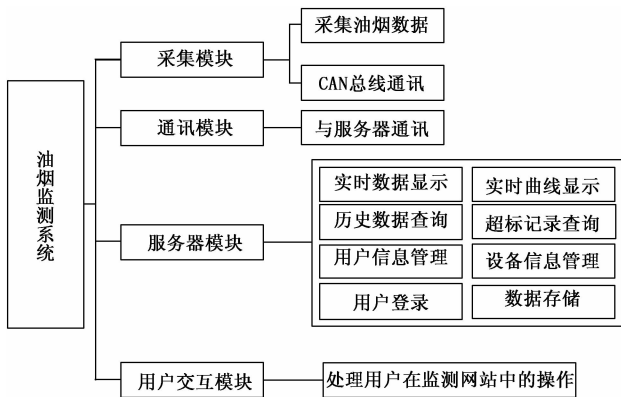 油烟监测系统
采集模块
采集油烟数据
CAN总线通讯
通讯模块
与服务器通讯
服务器模块
实时数据显示
实时曲线显示
历史数据查询
超标记录查询
用户信息管理
设备信息管理
用户登录
数据存储
用户交互模块
处理用户在监测网站中的操作